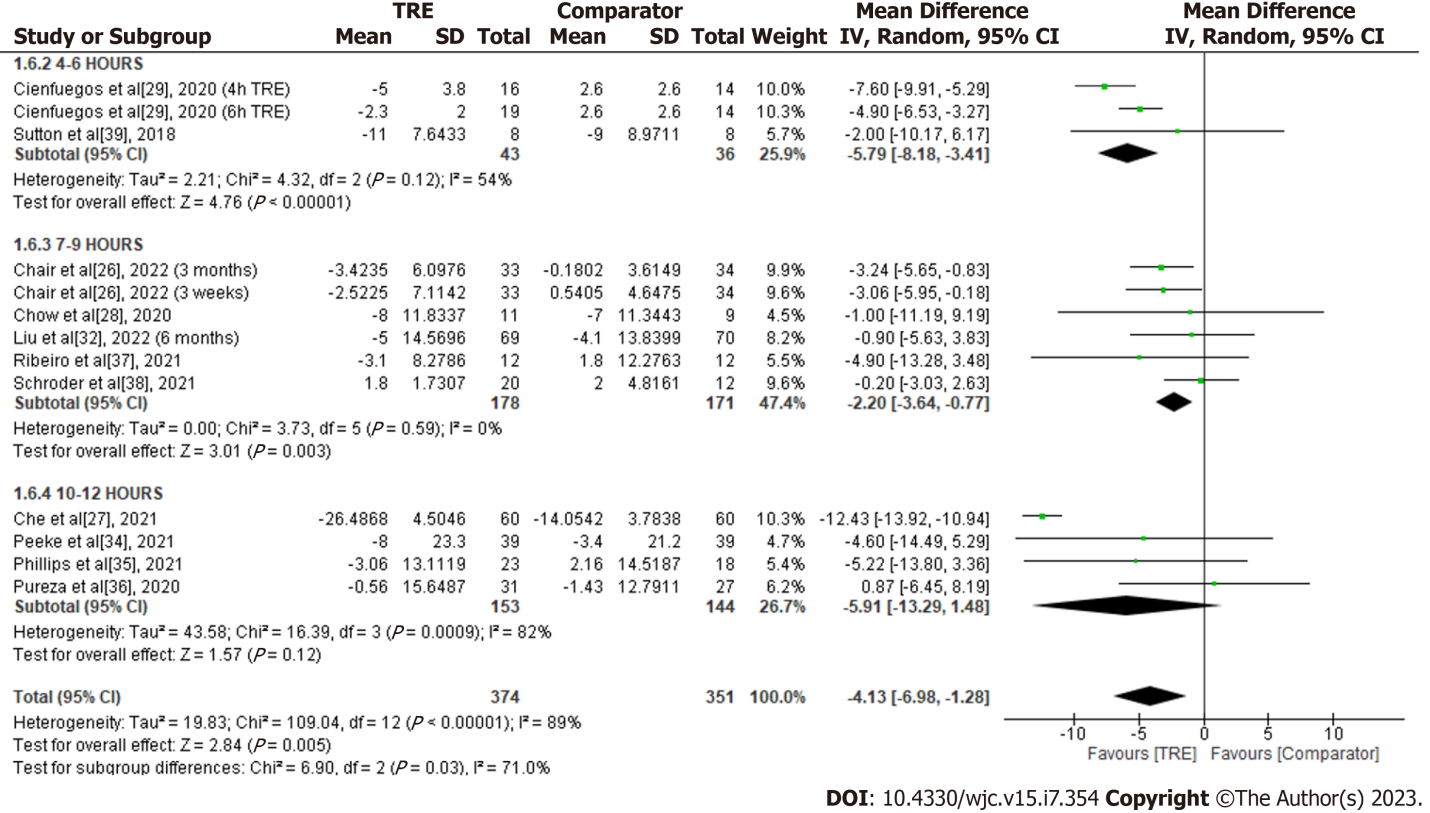 TRE Comparator Mean Difference Mean Difference
Study or Subgroup Mean SD Total Mean SD Total Weight IV, Random, 95% CI IV, Random, 95% CI
1.6.2 4-6 HOURS
Cienfuegos et al[29], 2020 (4h TRE) -5 3.8 16 2.6 2.6 14 10.0% -7.60 [-9.91, -5.29]
Cienfuegos et al[29], 2020 (6h TRE) -2.3 2 19 2.6 2.6 14 10.3% -4.90 [-6.53, -3.27]
Sutton et al[39], 2018 -11 7.6433 8 -9 8.9711 8 5.7% -2.00 [-10.17, 6.17]
Subtotal (95% CI) 43 36 25.9% -5.79 [-8.18, -3.41]
Heterogeneity: Tau² = 2.21; Chi² = 4.32, df = 2 (P = 0.12); I² = 54%
Test for overall effect: Z = 4.76 (P < 0.00001)
1.6.3 7-9 HOURS
Chair et al[26], 2022 (3 months) -3.4235 6.0976 33 -0.1802 3.6149 34 9.9% -3.24 [-5.65, -0.83]
Chair et al[26], 2022 (3 weeks) -2.5225 7.1142 33 0.5405 4.6475 34 9.6% -3.06 [-5.95, -0.18]
Chow et al[28], 2020 -8 11.8337 11 -7 11.3443 9 4.5% -1.00 [-11.19, 9.19]
Liu et al[32], 2022 (6 months) -5 14.5696 69 -4.1 13.8399 70 8.2% -0.90 [-5.63, 3.83]
Ribeiro et al[37], 2021 -3.1 8.2786 12 1.8 12.2763 12 5.5% -4.90 [-13.28, 3.48]
Schroder et al[38], 2021 1.8 1.7307 20 2 4.8161 12 9.6% -0.20 [-3.03, 2.63]
Subtotal (95% CI) 178 171 47.4% -2.20 [-3.64, -0.77]
Heterogeneity: Tau² = 0.00; Chi² = 3.73, df = 5 (P = 0.59); I² = 0%
Test for overall effect: Z = 3.01 (P = 0.003)
1.6.4 10-12 HOURS
Che et al[27], 2021 -26.4868 4.5046 60 -14.0542 3.7838 60 10.3% -12.43 [-13.92, -10.94]
Peeke et al[34], 2021 -8 23.3 39 -3.4 21.2 39 4.7% -4.60 [-14.49, 5.29]
Phillips et al[35], 2021 -3.06 13.1119 23 2.16 14.5187 18 5.4% -5.22 [-13.80, 3.36]
Pureza et al[36], 2020 -0.56 15.6487 31 -1.43 12.7911 27 6.2% 0.87 [-6.45, 8.19]
Subtotal (95% CI) 153 144 26.7% -5.91 [-13.29, 1.48]
Heterogeneity: Tau² = 43.58; Chi² = 16.39, df = 3 (P = 0.0009); I² = 82%
Test for overall effect: Z = 1.57 (P = 0.12)
Total (95% CI) 374 351 100.0% -4.13 [-6.98, -1.28]
Heterogeneity: Tau² = 19.83; Chi² = 109.04, df = 12 (P < 0.00001); I² = 89%
Test for overall effect: Z = 2.84 (P = 0.005)
Test for subgroup differences: Chi² = 6.90, df = 2 (P = 0.03), I² = 71.0%
-10 -5 0 5 10
Favours [TRE] Favours [Comparator]
DOI: 10.4330/wjc.v15.i7.354 Copyright ©The Author(s) 2023.